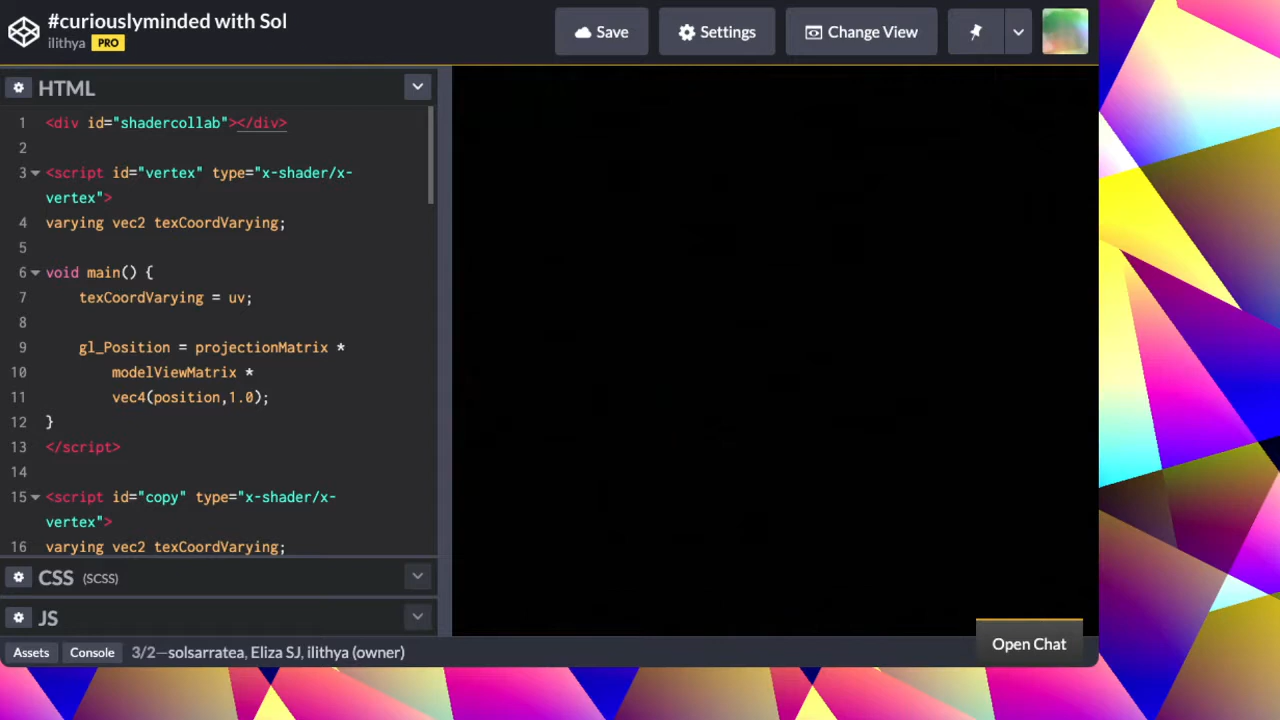 #curiouslyminded with Sol
ilithya PRO
Save Settings Change View
HTML
1 <div id="shadercollab"></div>
2
3 <script id="vertex" type="x-shader/x-
vertex">
4 varying vec2 texCoordVarying;
5
6 void main() {
7 texCoordVarying = uv;
8
9 gl_Position = projectionMatrix *
10 modelViewMatrix *
11 vec4(position,1.0);
12 }
13 </script>
14
15 <script id="copy" type="x-shader/x-
vertex">
16 varying vec2 texCoordVarying;
CSS (SCSS)
JS
Open Chat
Assets Console 3/2—solsarratea, Eliza SJ, ilithya (owner)